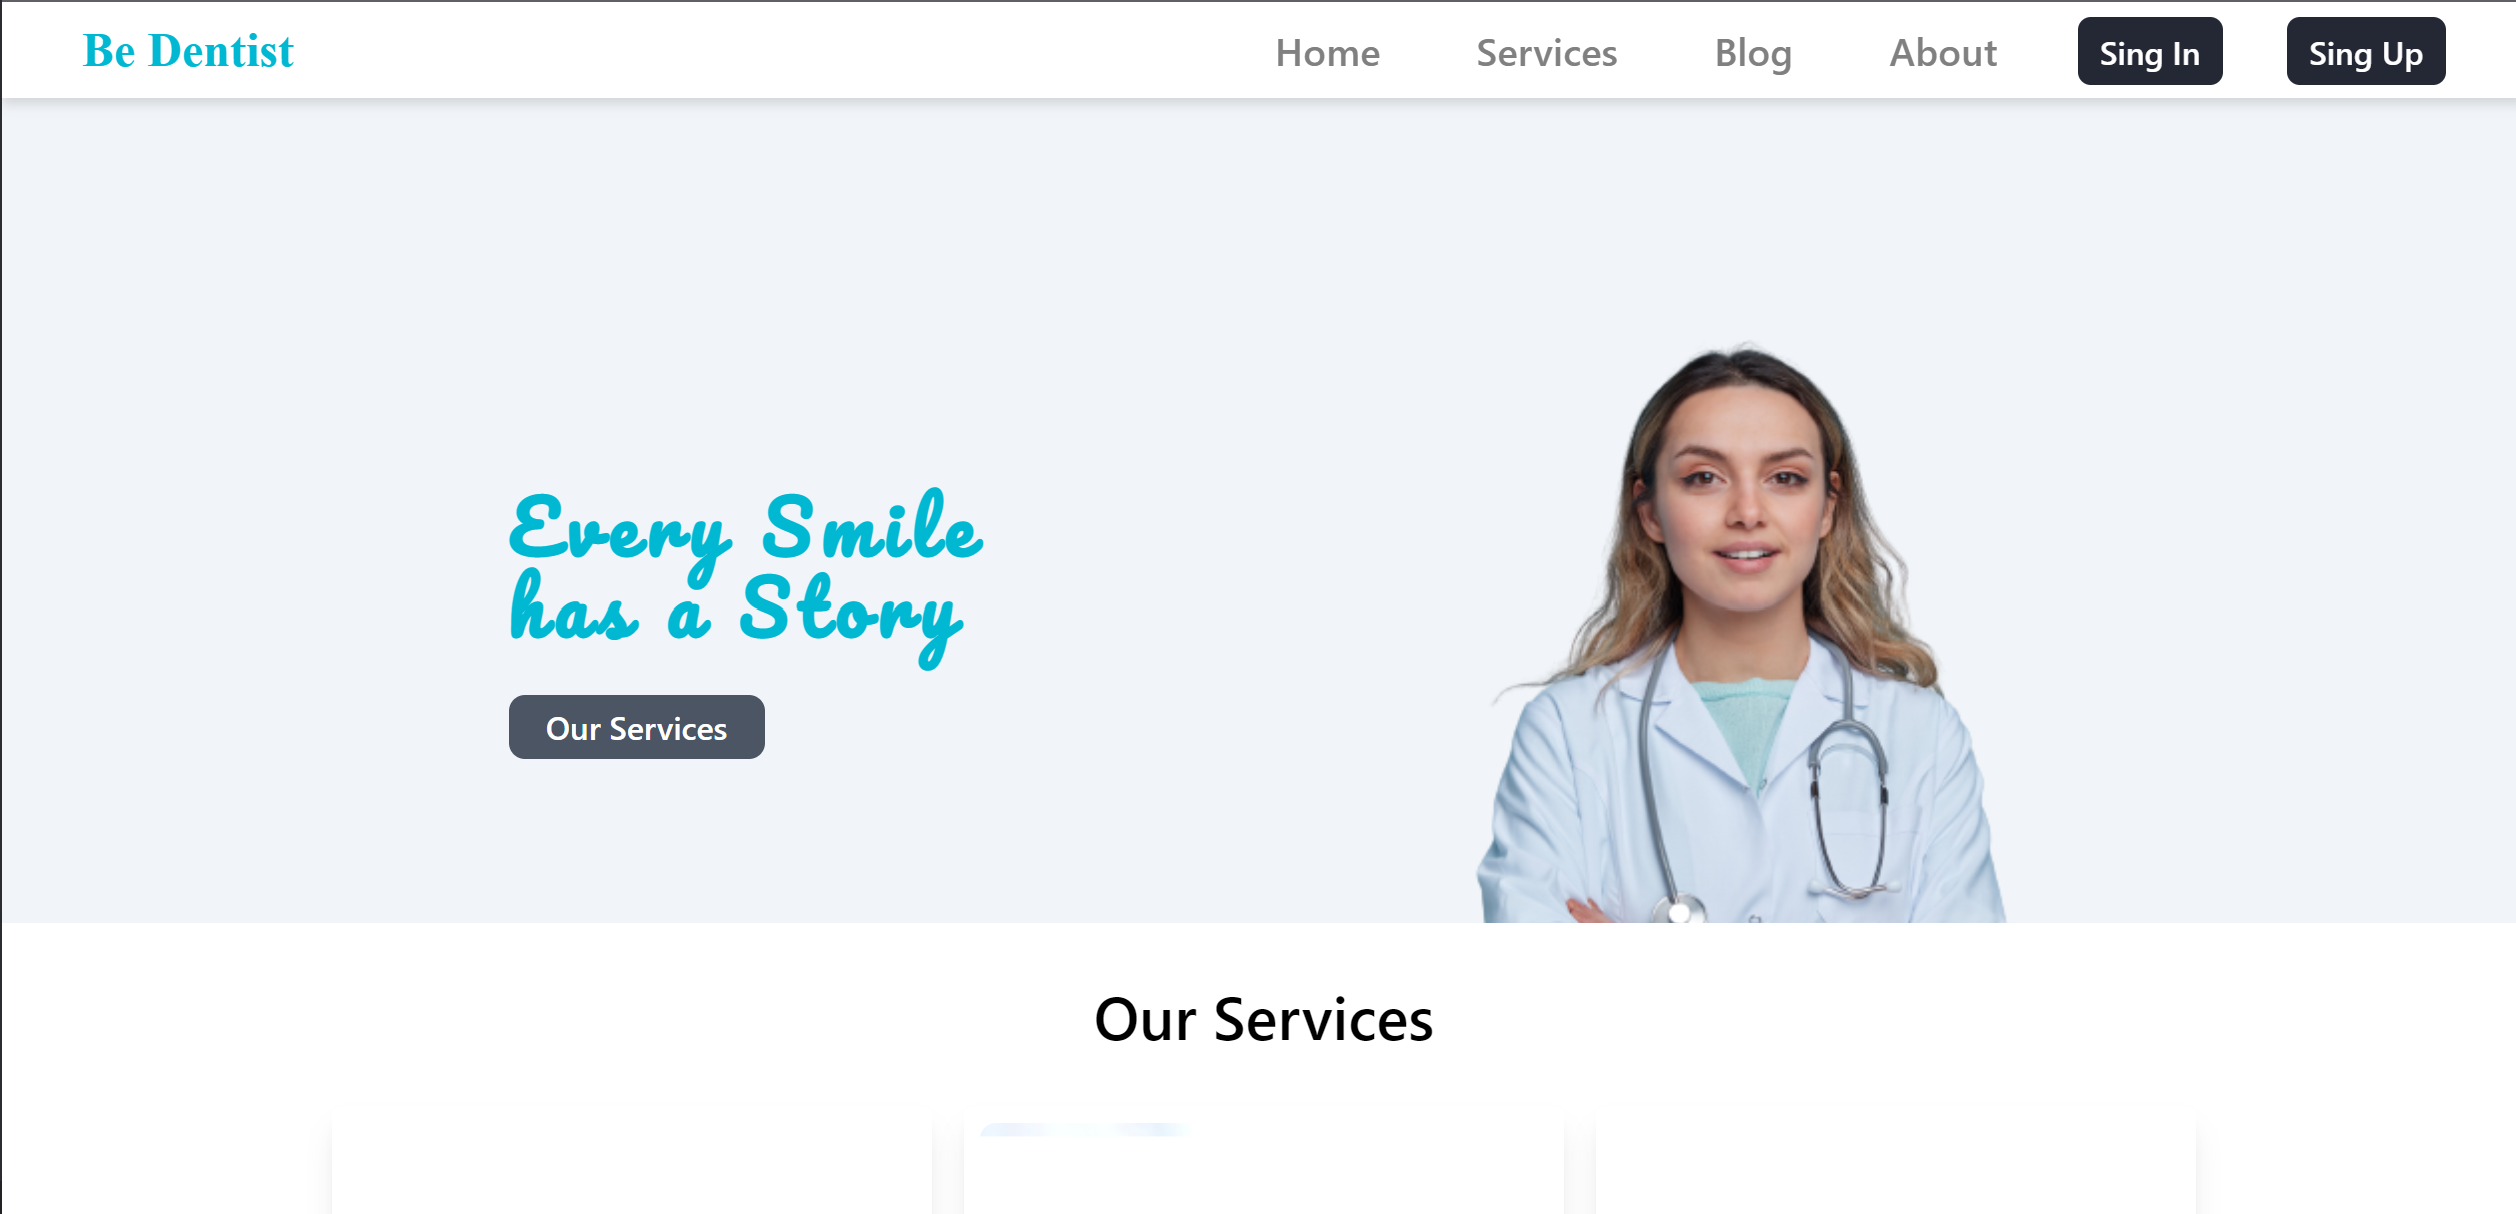 Be Dentist
Home Services Blog About Sing In Sing Up
Every Smile
has a Story
Our Services
Our Services